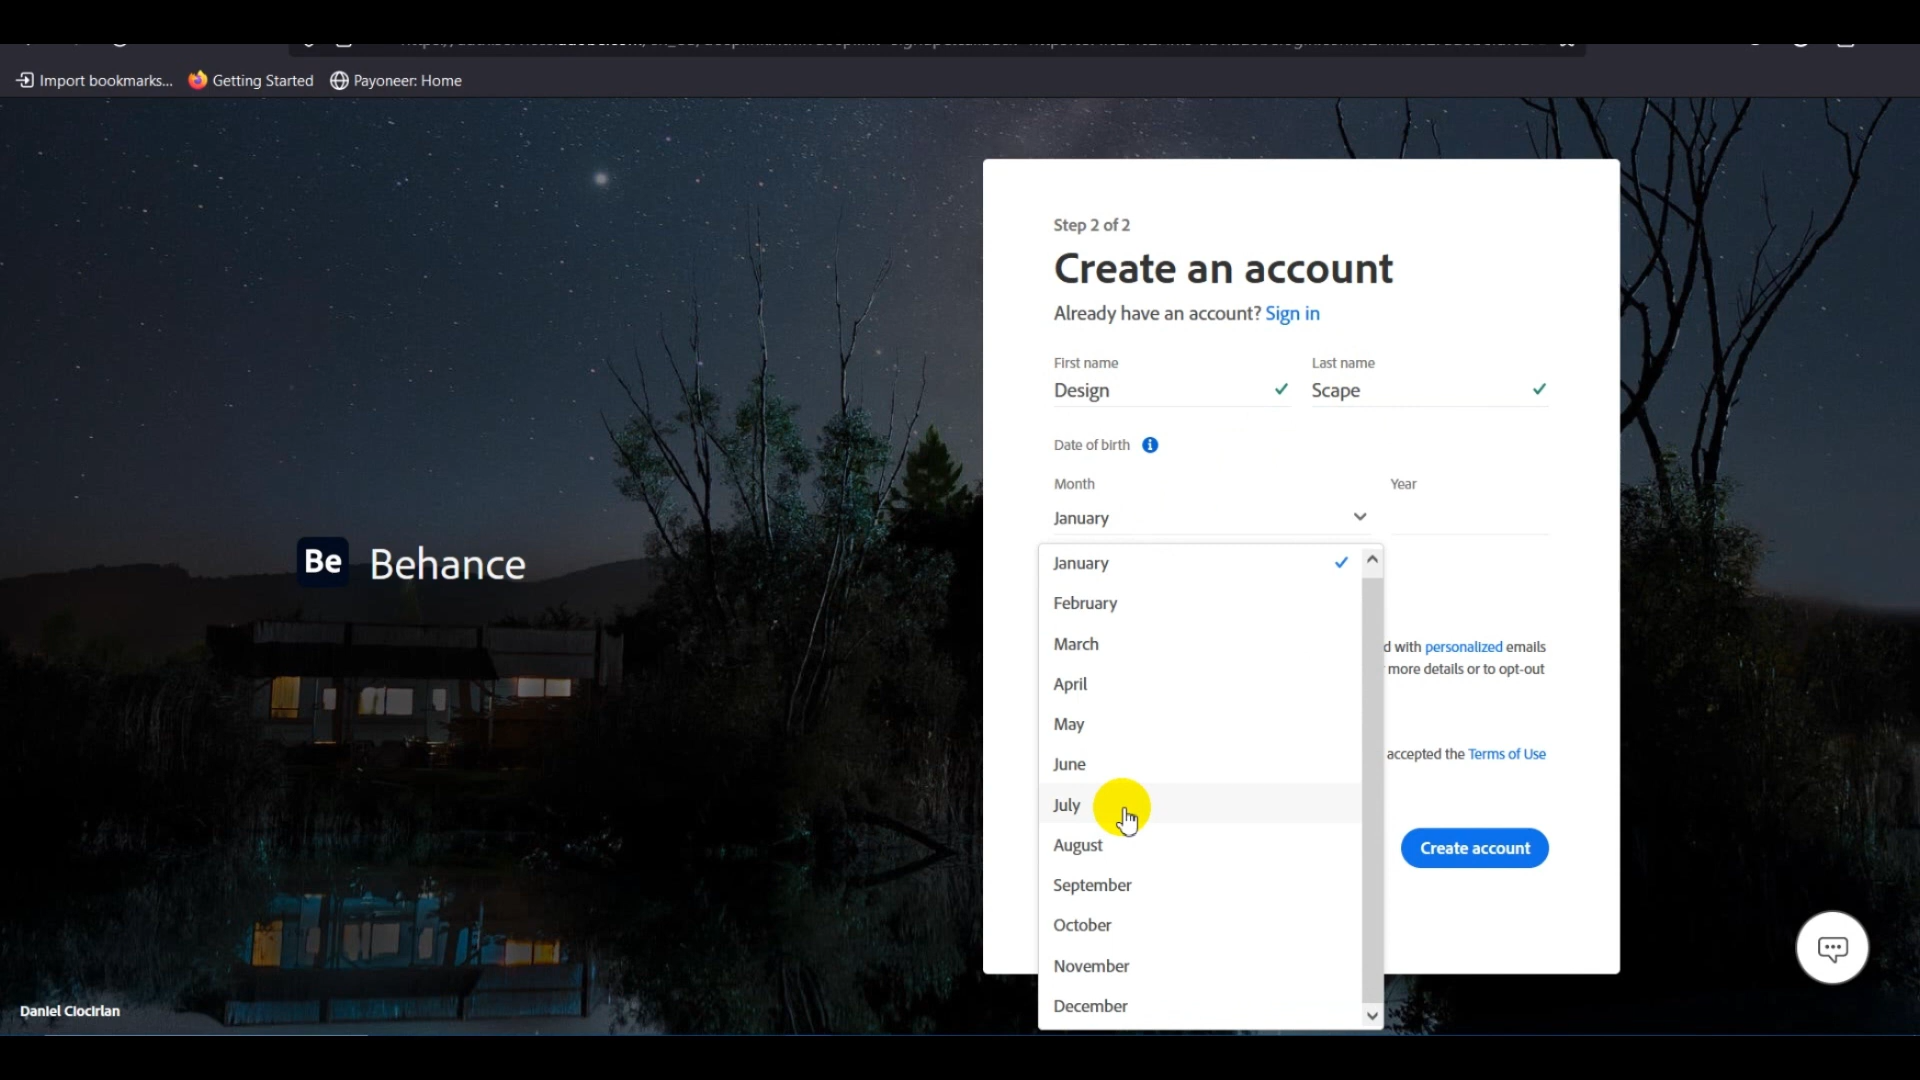 Import bookmarks...
Getting Started
Payoneer: Home
Step 2 of 2
Create an account
Already have an account? Sign in
First name
Last name
Design
Scape
Date of birth
Month
Year
January
January
February
March
April
May
June
July
August
September
October
November
December
d with personalized emails
more details or to opt-out
accepted the Terms of Use
Create account
Be Behance
Daniel Ciocirlan